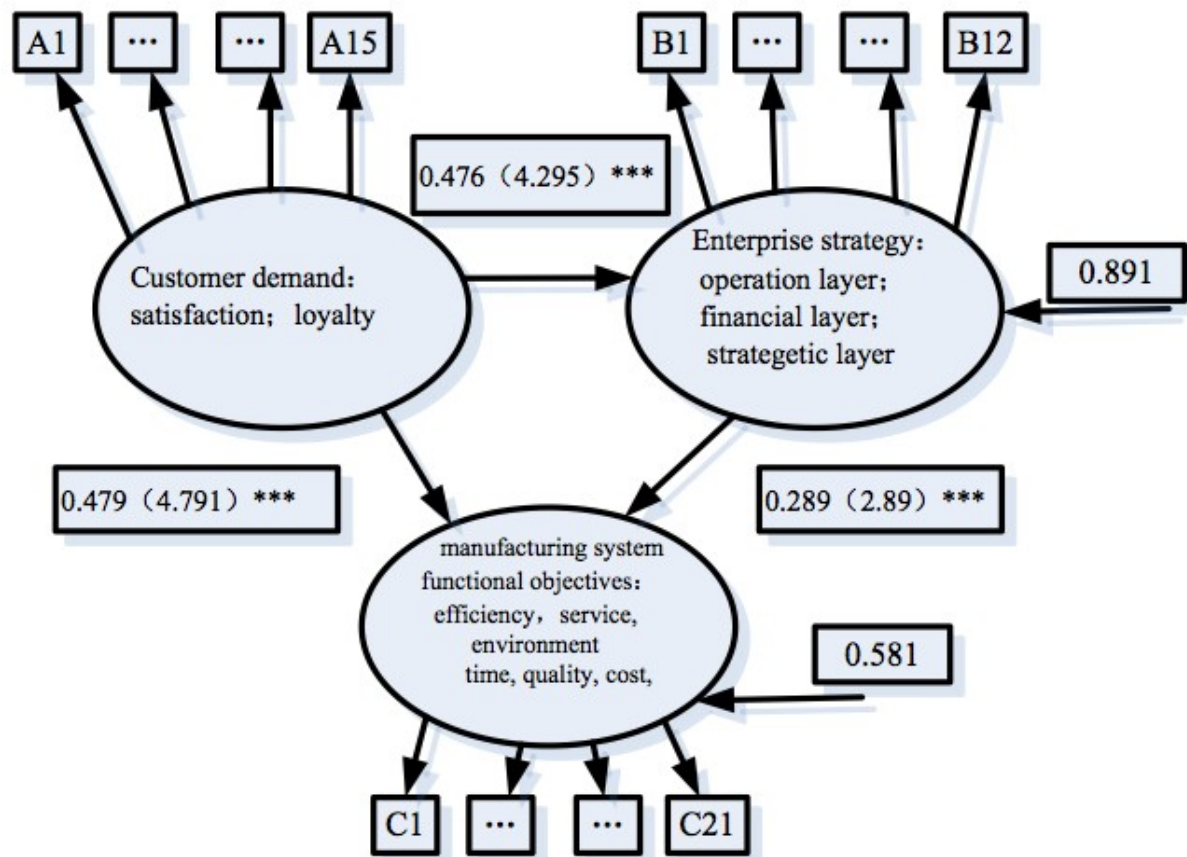 A1 ... ... A15
B1 ... ... B12
0.476（4.295）***
Customer demand：
satisfaction；loyalty
Enterprise strategy：
operation layer；
financial layer；
strategetic layer
0.891
0.479（4.791）***
0.289（2.89）***
manufacturing system
functional objectives：
efficiency，service,
environment
time, quality, cost,
0.581
C1 ... ... C21